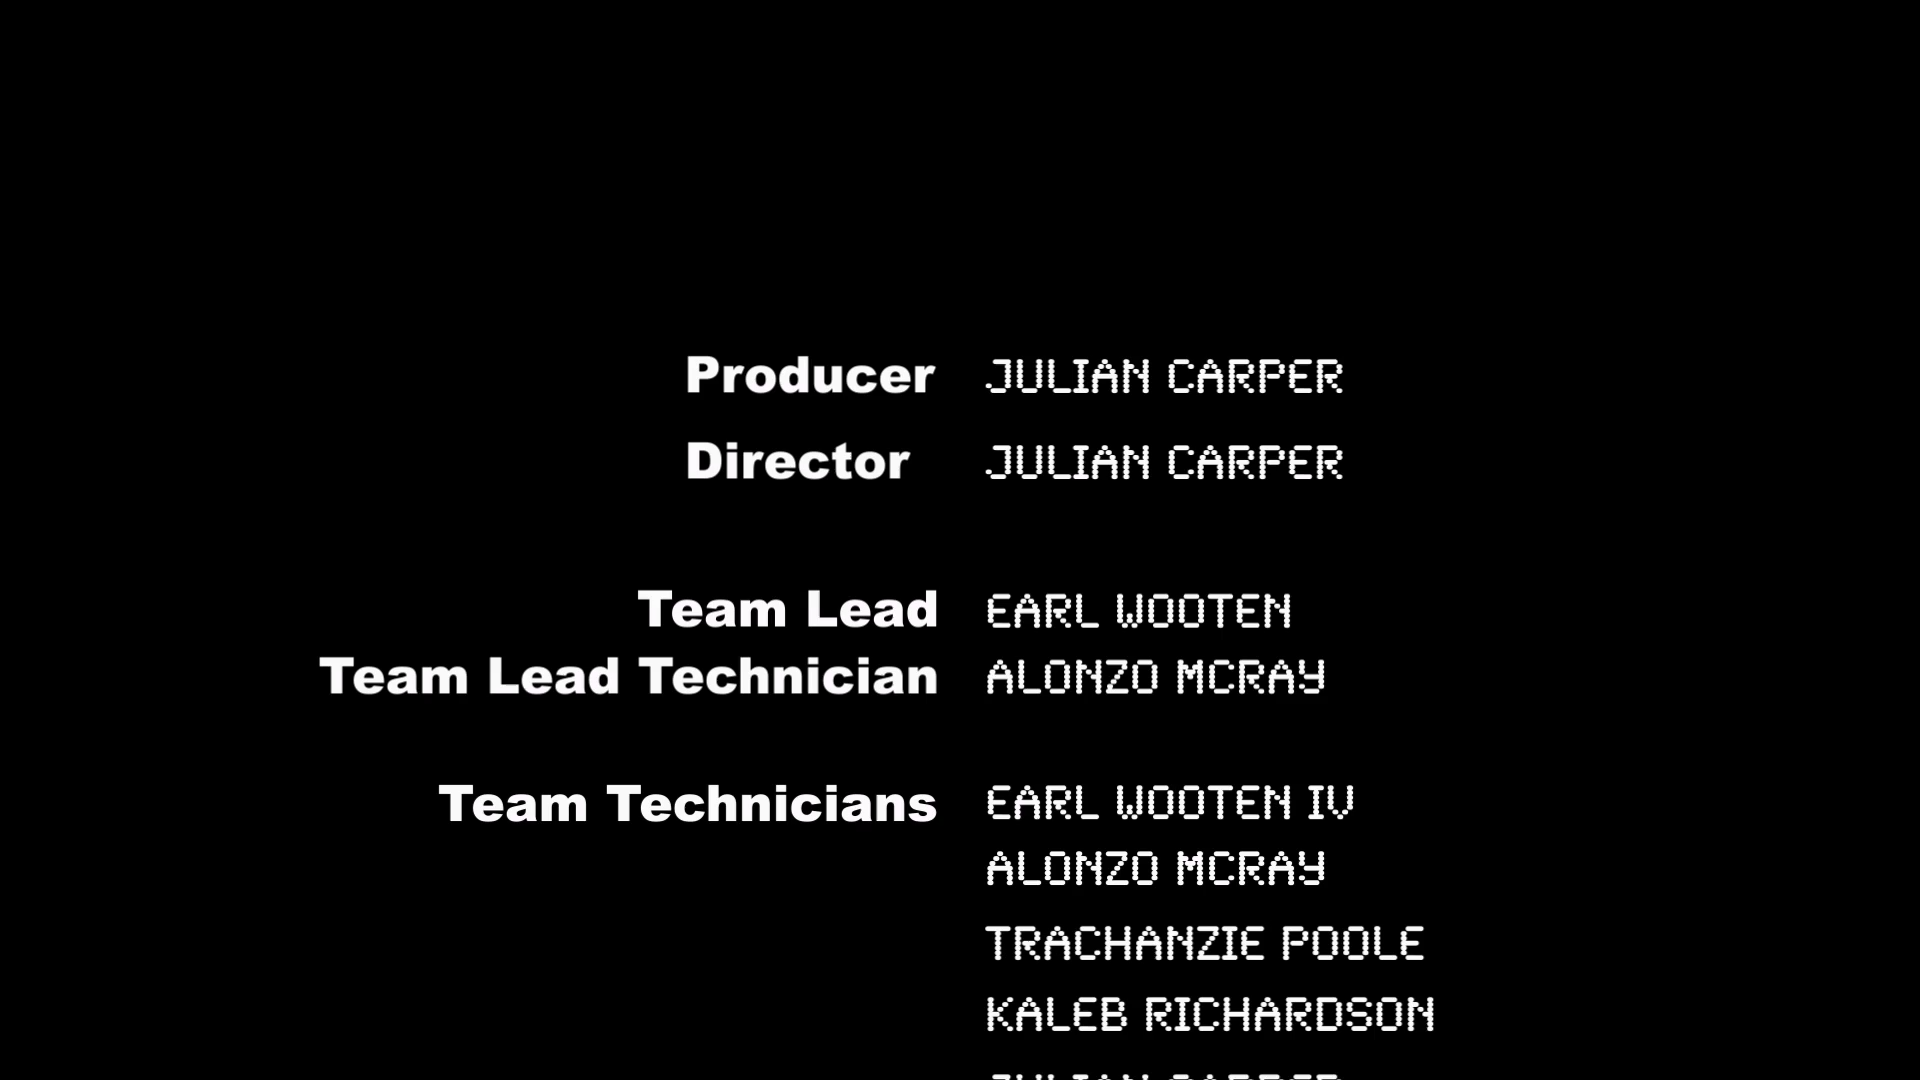 Producer JULIAN CARPER
Director JULIAN CARPER
Team Lead EARL WOOTEN
Team Lead Technician ALONZO MCRAY
Team Technicians EARL WOOTEN IV
ALONZO MCRAY
TRACHANZIE POOLE
KALEB RICHARDSON